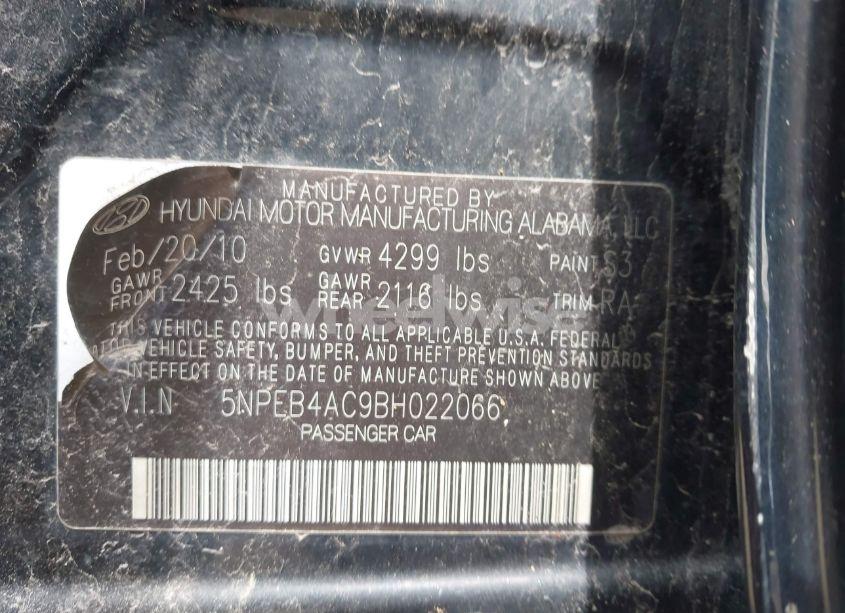 MANUFACTURED BY
HYUNDAI MOTOR MANUFACTURING ALABAMA, LLC
Feb/20/10 GVWR 4299 lbs PAINT S3
GAWR FRONT 2425 lbs GAWR REAR 2116 lbs TRIM RA
THIS VEHICLE CONFORMS TO ALL APPLICABLE U.S.A. FEDERAL
MOTOR VEHICLE SAFETY, BUMPER, AND THEFT PREVENTION STANDARDS
IN EFFECT ON THE DATE OF MANUFACTURE SHOWN ABOVE
V.I.N 5NPEB4AC9BH022066
PASSENGER CAR
wheelwise